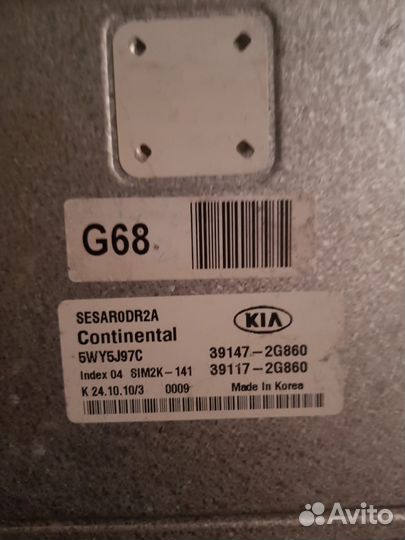 G68
SESAR0DR2A
Continental
KIA
5WY5J97C 39147-2G860
Index 04 SIM2K-141 39117-2G860
K 24.10.10/3 0009 Made in Korea
Avito